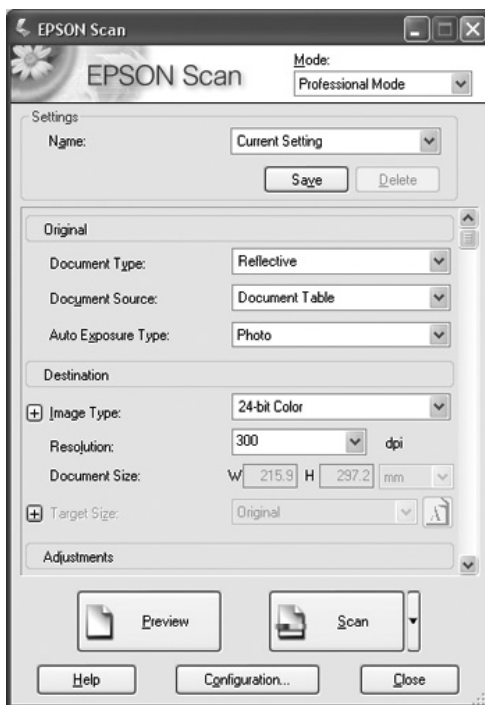 EPSON Scan
EPSON Scan
Mode:
Professional Mode
Settings
Name: Current Setting
Save Delete
Original
Document Type: Reflective
Document Source: Document Table
Auto Exposure Type: Photo
Destination
Image Type: 24-bit Color
Resolution: 300 dpi
Document Size: W 215.9 H 297.2 mm
Target Size: Original
Adjustments
Preview Scan
Help Configuration... Close